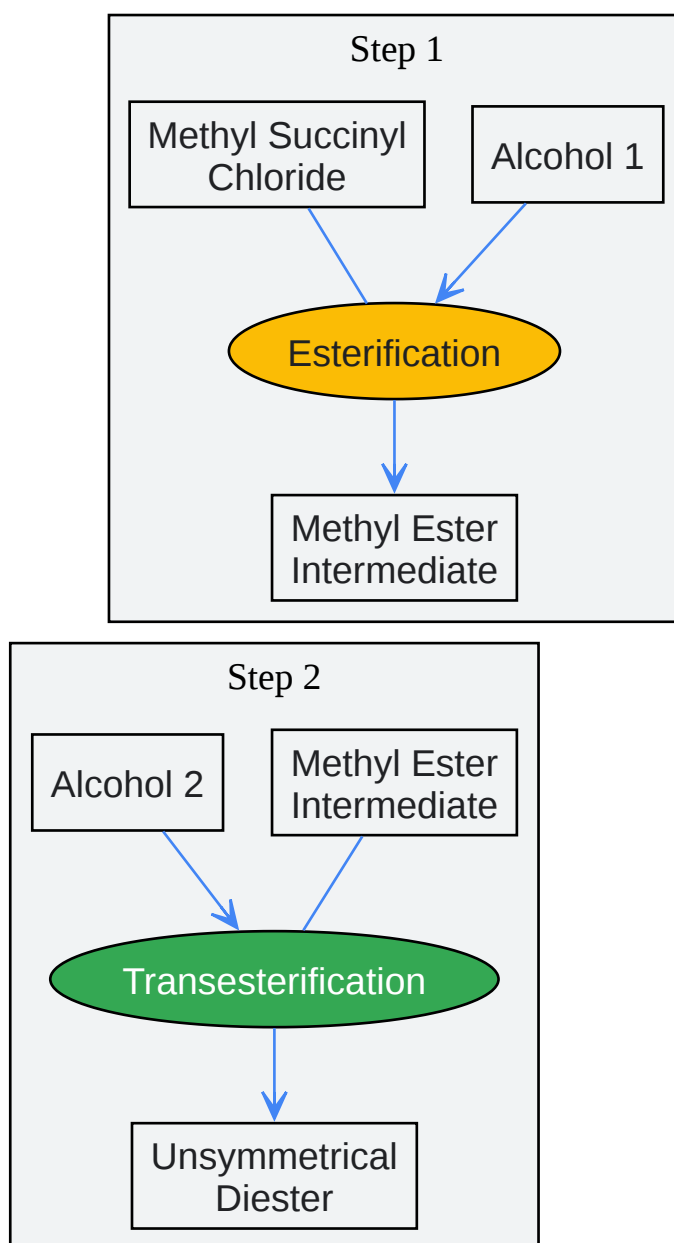 Step 1
Methyl Succinyl
Chloride
Alcohol 1
Esterification
Methyl Ester
Intermediate
Step 2
Alcohol 2
Methyl Ester
Intermediate
Transesterification
Unsymmetrical
Diester